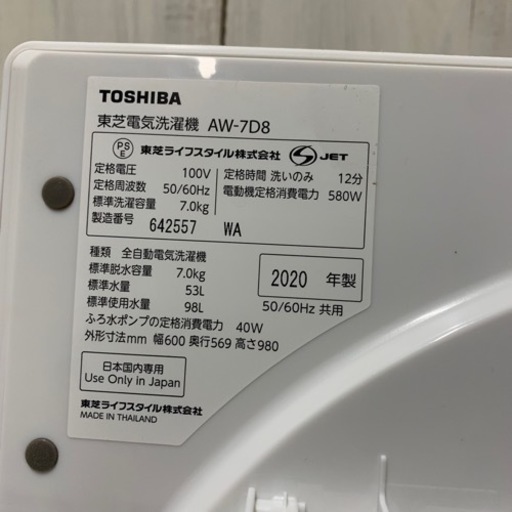 TOSHIBA
東芝電気洗濯機 AW-7D8
PS E 東芝ライフスタイル株式会社 S JET
定格電圧 100V 定格時間 洗いのみ 12分
定格周波数 50/60Hz 電動機定格消費電力 580W
標準洗濯容量 7.0kg
製造番号 642557 WA
種類 全自動電気洗濯機
標準脱水容量 7.0kg 2020 年製
標準水量 53L
標準使用水量 98L 50/60Hz 共用
ふろ水ポンプの定格消費電力 40W
外形寸法mm 幅600 奥行569 高さ980
日本国内専用
Use Only in Japan
東芝ライフスタイル株式会社
MADE IN THAILAND